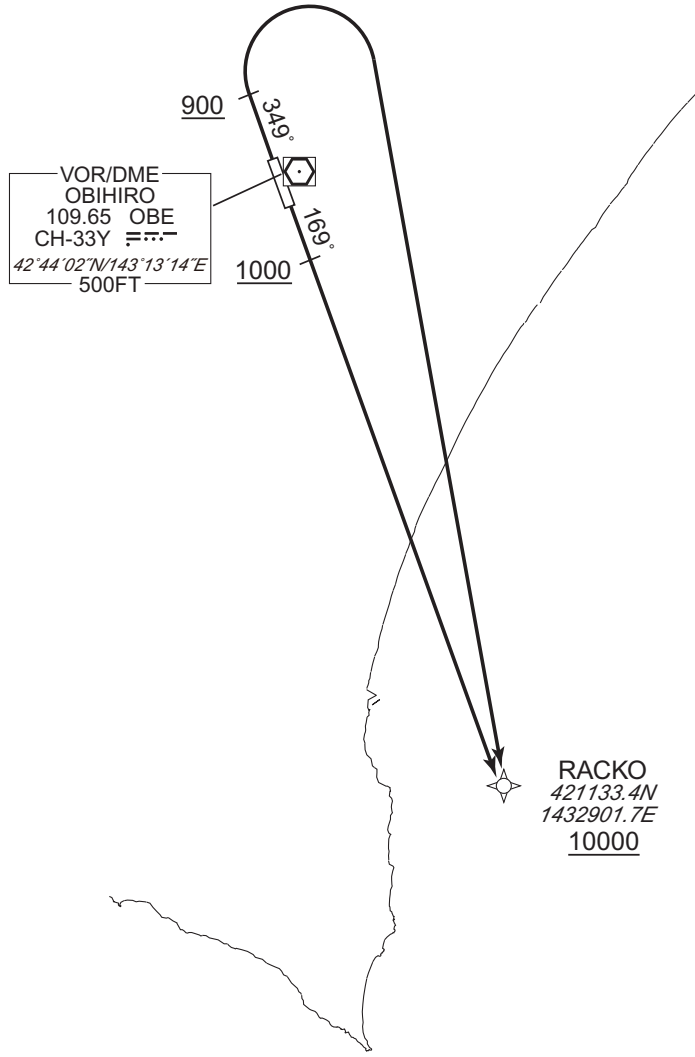 900
349°
VOR/DME
OBIHIRO
109.65 OBE
CH-33Y
42°44´02˝N/143°13´14˝E
500FT
169°
1000
RACKO
421133.4N
1432901.7E
10000